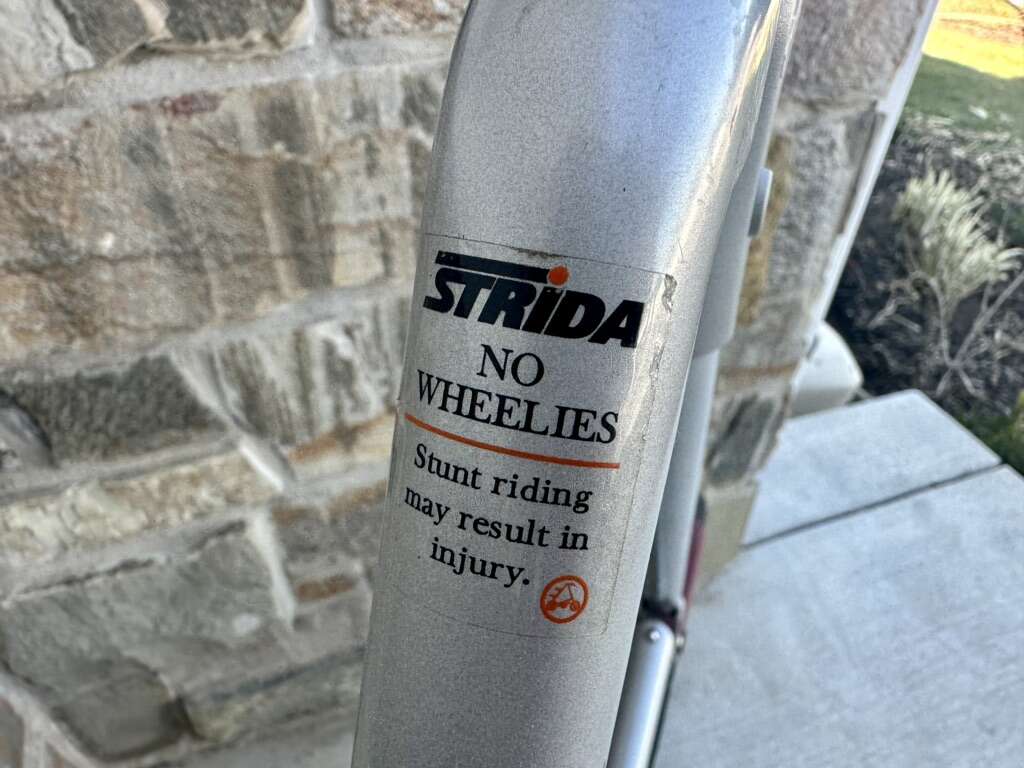 STRiDA
NO
WHEELIES
Stunt riding
may result in
injury.